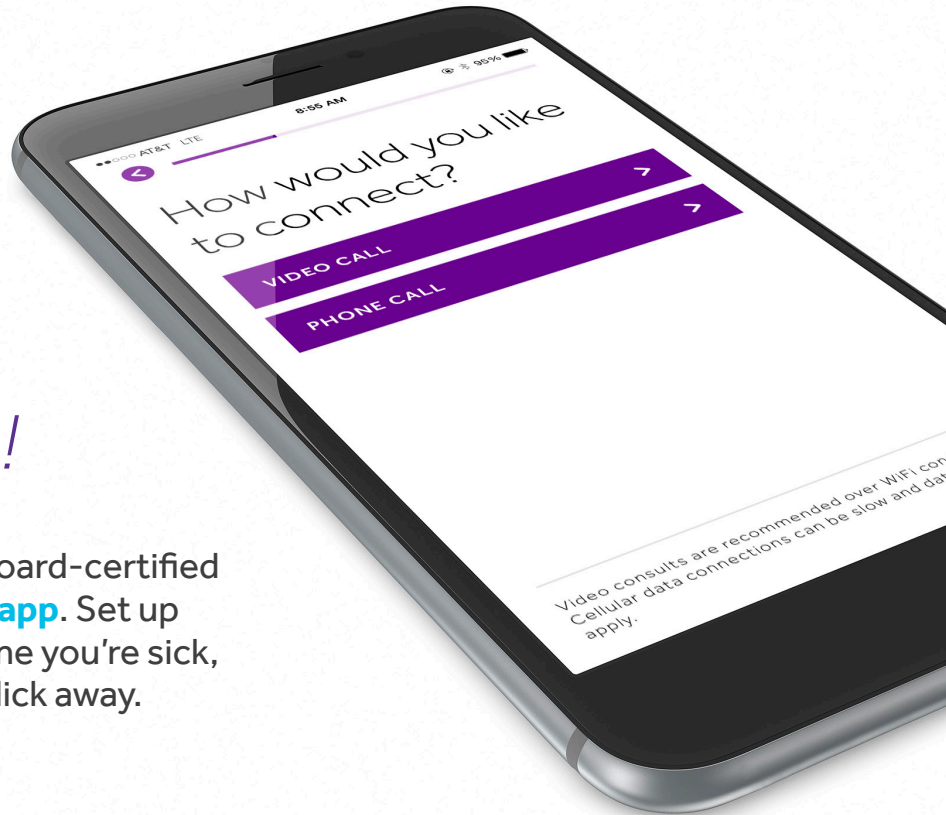 ●●○○○ AT&T LTE 8:55 AM 95%
How would you like
to connect?
VIDEO CALL
PHONE CALL
Video consults are recommended over WiFi con
Cellular data connections can be slow and dat
apply.
!
oard-certified
app. Set up
me you're sick,
lick away.